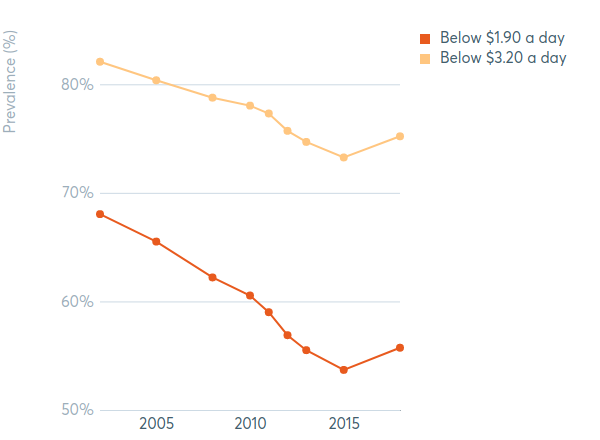 Prevalence (%)
Below $1.90 a day
Below $3.20 a day
80%
70%
60%
50%
2005 2010 2015